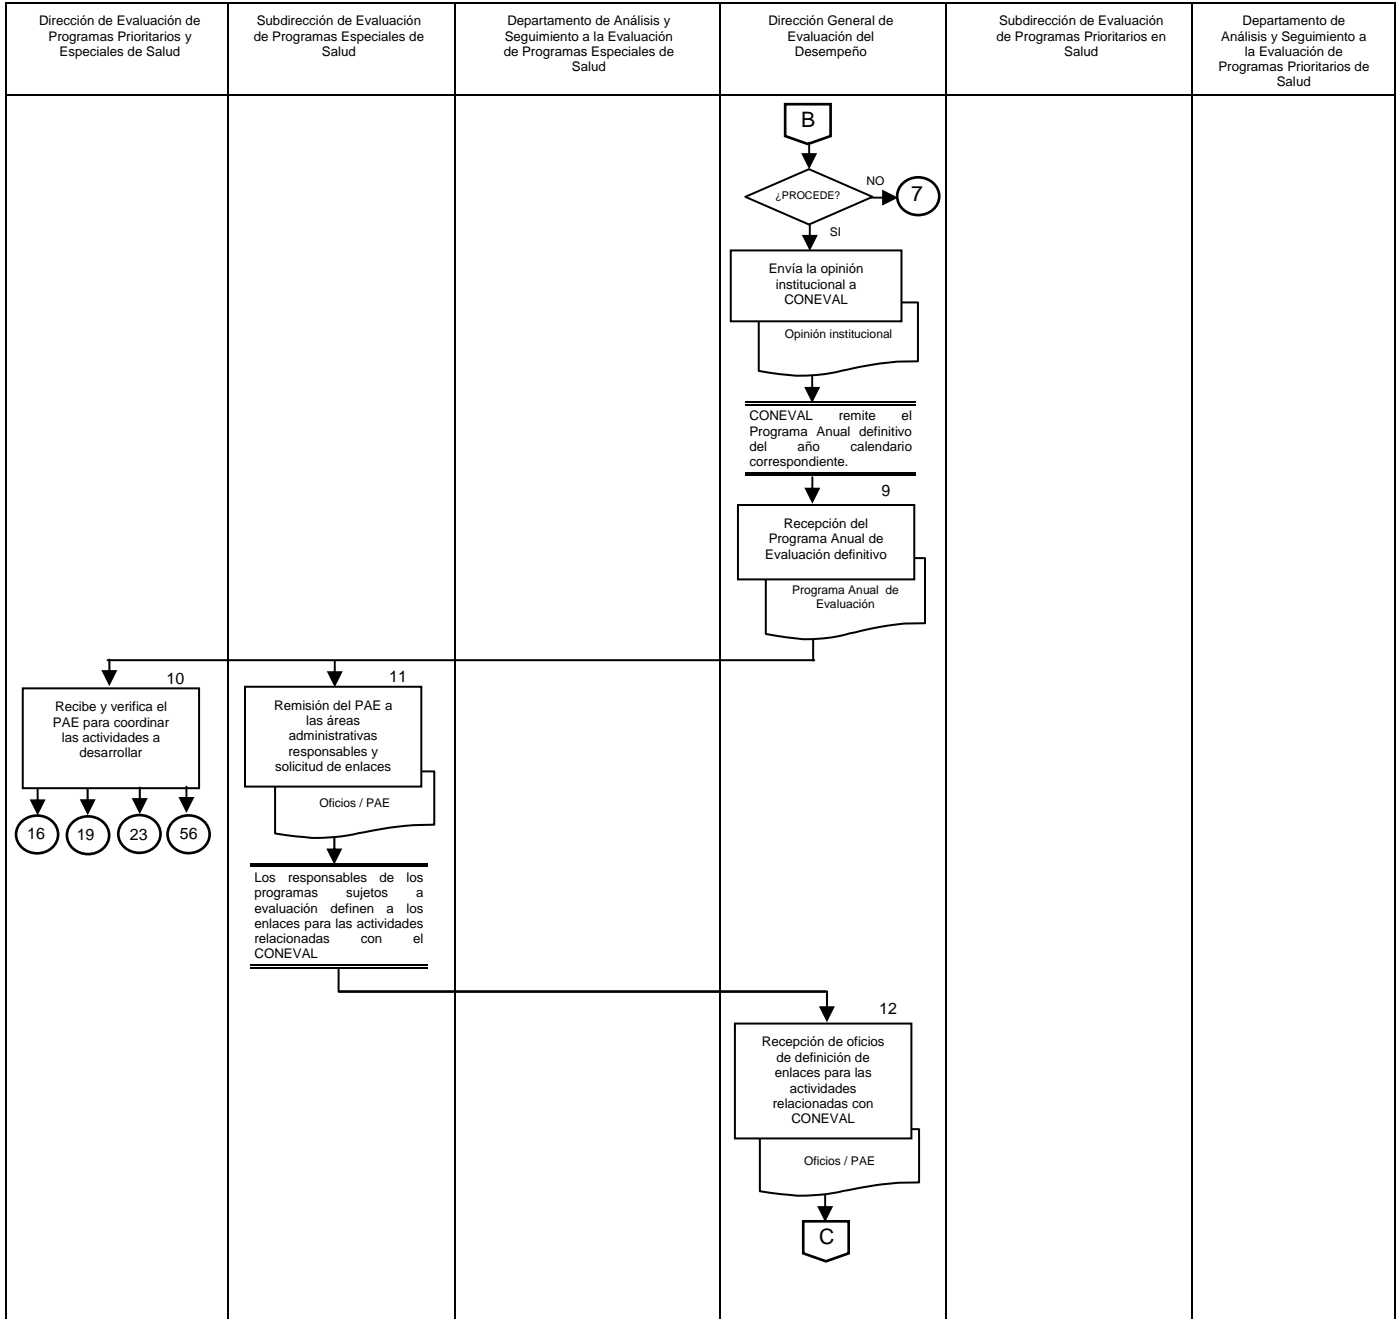 Dirección de Evaluación de
Programas Prioritarios y
Especiales de Salud
Subdirección de Evaluación
de Programas Especiales de
Salud
Departamento de Análisis y
Seguimiento a la Evaluación
de Programas Especiales de
Salud
Dirección General de
Evaluación del
Desempeño
Subdirección de Evaluación
de Programas Prioritarios en
Salud
Departamento de
Análisis y Seguimiento a
la Evaluación de
Programas Prioritarios de
Salud
B
¿PROCEDE?
NO
7
SI
Envía la opinión
institucional a
CONEVAL
Opinión institucional
CONEVAL remite el
Programa Anual definitivo
del año calendario
correspondiente.
9
Recepción del
Programa Anual de
Evaluación definitivo
Programa Anual de
Evaluación
10
Recibe y verifica el
PAE para coordinar
las actividades a
desarrollar
16
19
23
56
11
Remisión del PAE a
las áreas
administrativas
responsables y
solicitud de enlaces
Oficios / PAE
Los responsables de los
programas sujetos a
evaluación definen a los
enlaces para las actividades
relacionadas con el
CONEVAL
12
Recepción de oficios
de definición de
enlaces para las
actividades
relacionadas con
CONEVAL
Oficios / PAE
C